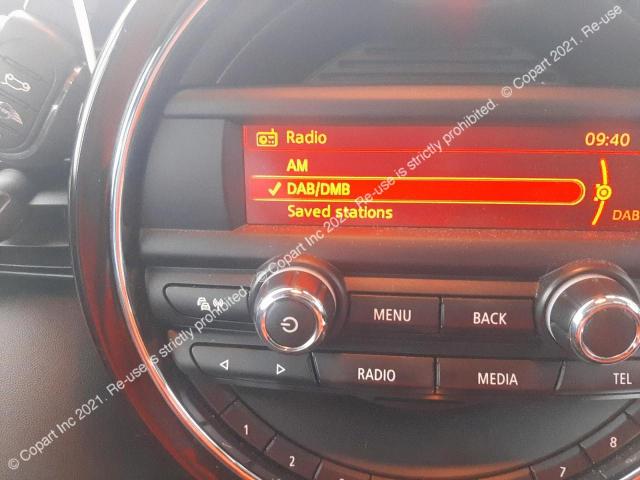 Radio 09:40
AM
DAB/DMB
Saved stations DAB
MENU BACK
RADIO MEDIA TEL
1 2 7 8
© Copart Inc 2021. Re-use is strictly prohibited. © Copart 2021. Re-use
© Copart Inc 2021. Re-use is strictly prohibited. © Copart Inc 2021. Re-use is strictly prohibited.